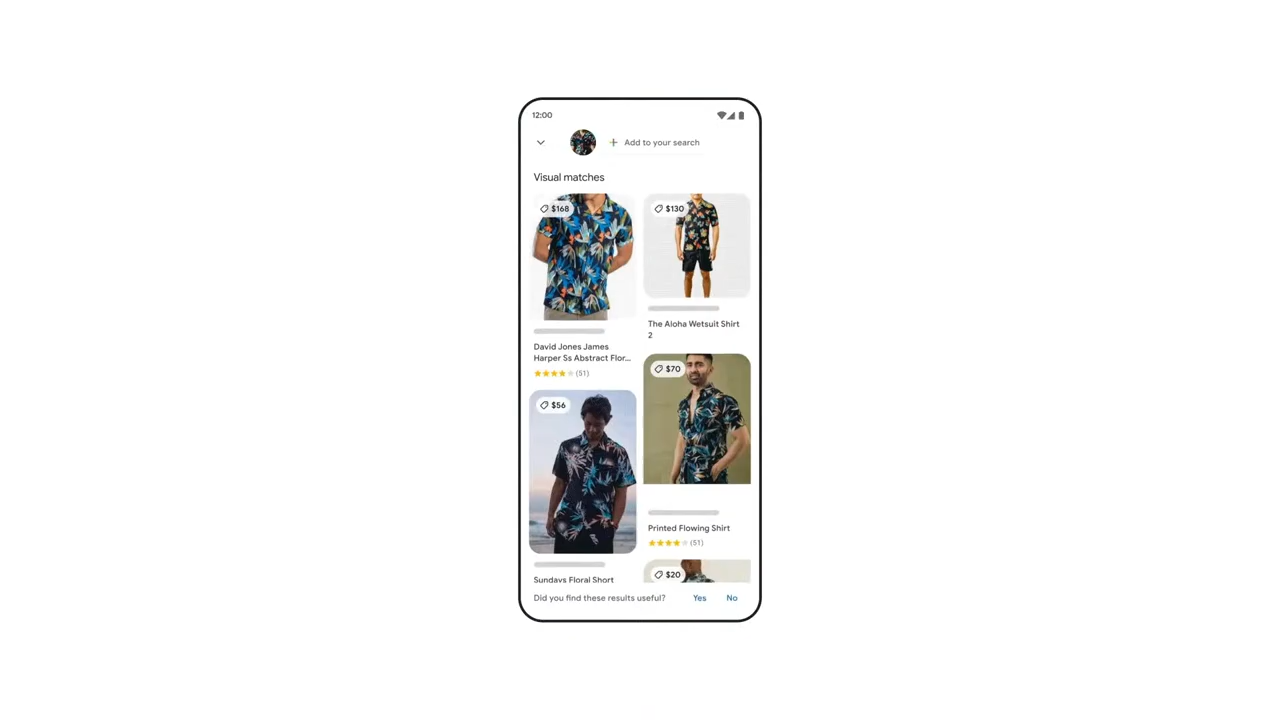 12:00
Add to your search
Visual matches
$168
$130
The Aloha Wetsuit Shirt
2
David Jones James
Harper Ss Abstract Flor...
(51)
$70
$56
Printed Flowing Shirt
(51)
$20
Sundays Floral Short
Did you find these results useful?
Yes
No